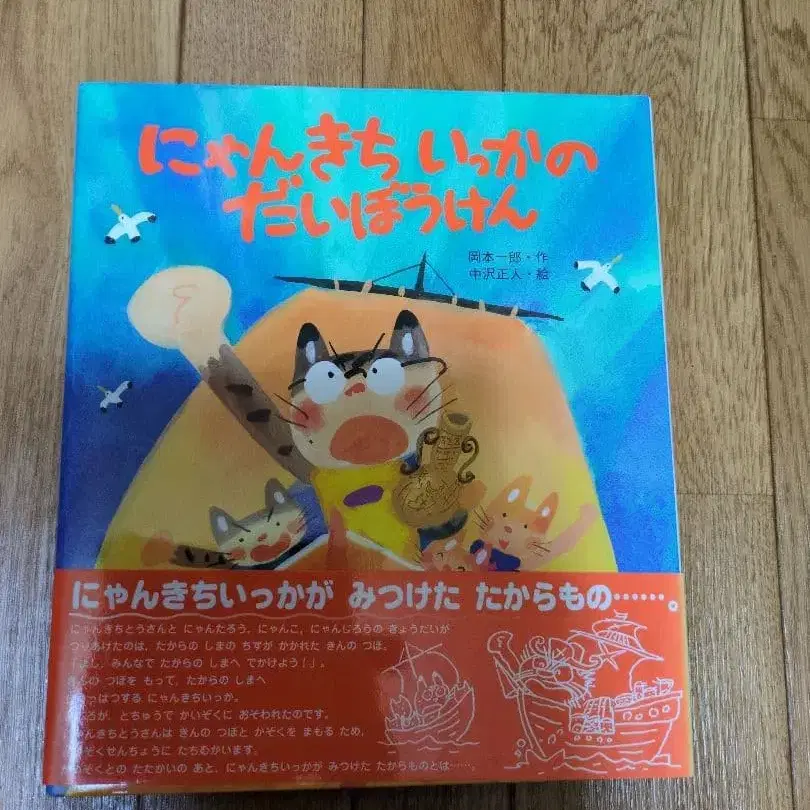 にゃんきち いっかの
だいぼうけん
岡本一郎・作
中沢正人・絵
にゃんきちいっかが みつけた たからもの……。
にゃんきちとうさんと にゃんたろう、にゃんこ、にゃんじろうの きょうだいが
つりあげたのは、たからの しまの ちずが かかれた きんの つぼ。
「よし、みんなで たからの しまへ でかけよう！」。
きんの つぼを もって、たからの しまへ
しゅっぱつする にゃんきちいっか。
ところが、とちゅうで かいぞくに おそわれたのです。
にゃんきちとうさんは きんの つぼと かぞくを まもる ため、
かいぞくせんちょうに たちむかいます。
かいぞくとの たたかいの あと、にゃんきちいっかが みつけた たからものとは……。